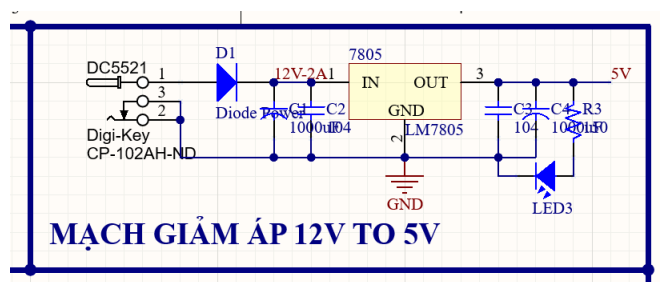 DC5521
1
3
2
Digi-Key
CP-102AH-ND
D1
Diode Power
12V-2A
C1
1000uF
C2
104
7805
1
IN
OUT
3
GND
2
LM7805
GND
C3
104
C4
1000uF
R3
5V
LED3
MẠCH GIẢM ÁP 12V TO 5V